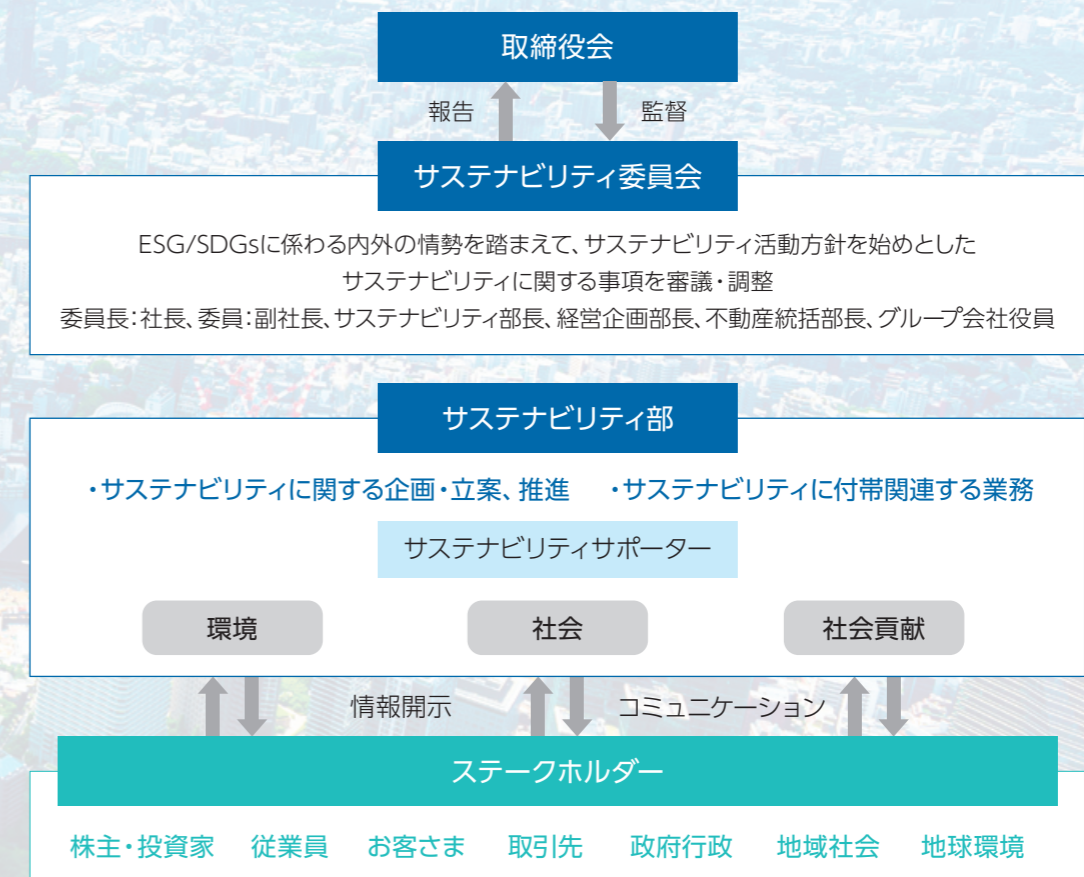 取締役会
報告 監督
サステナビリティ委員会
ESG/SDGsに係わる内外の情勢を踏まえて、サステナビリティ活動方針を始めとした
サステナビリティに関する事項を審議・調整
委員長：社長、委員：副社長、サステナビリティ部長、経営企画部長、不動産統括部長、グループ会社役員
サステナビリティ部
・サステナビリティに関する企画・立案、推進 ・サステナビリティに付帯関連する業務
サステナビリティサポーター
環境 社会 社会貢献
情報開示 コミュニケーション
ステークホルダー
株主・投資家 従業員 お客さま 取引先 政府行政 地域社会 地球環境